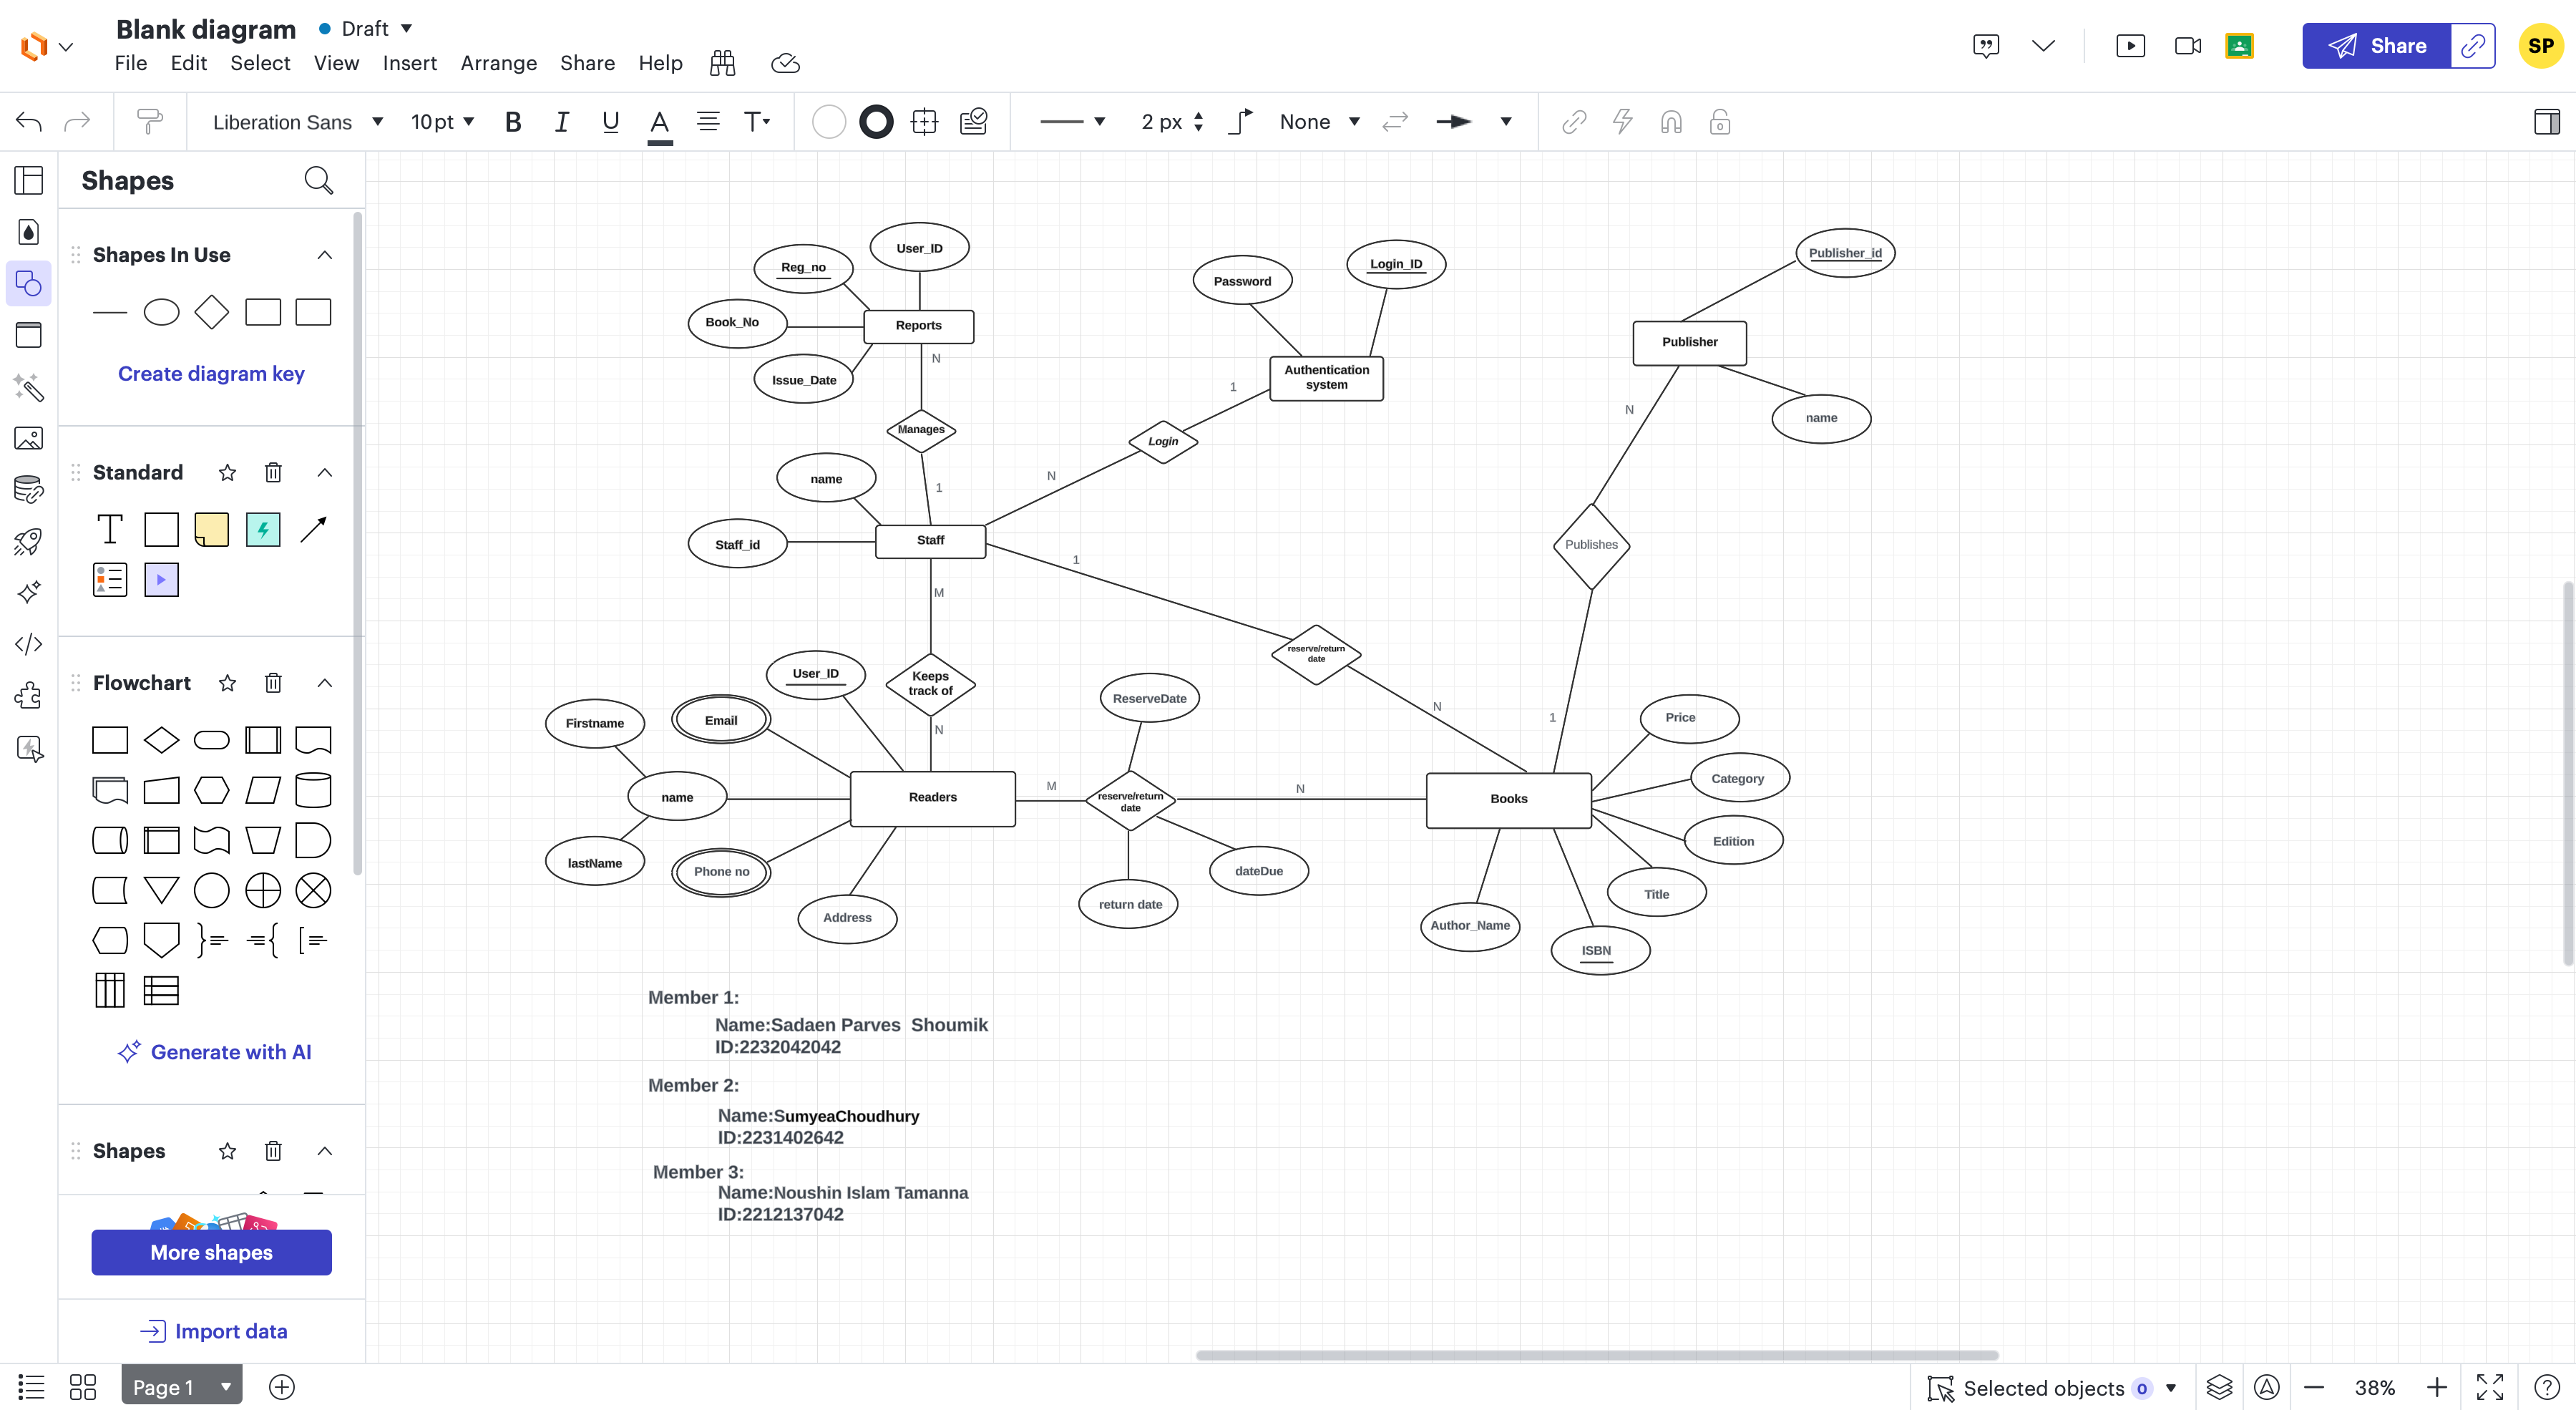 Blank diagram
Draft
File Edit Select View Insert Arrange Share Help
Share
SP
Liberation Sans
10pt
B I U A T
2 px
None
Shapes
Shapes In Use
Create diagram key
Standard
T
Flowchart
Generate with AI
Shapes
More shapes
Import data
User_ID
Reg_no
Book_No
Issue_Date
Reports
N
Manages
1
name
Staff_id
Staff
Password
Login_ID
Authentication
system
1
Login
N
Publisher_id
Publisher
name
N
Publishes
1
1
reserve/return
date
N
M
Keeps
track of
N
User_ID
Email
Firstname
name
lastName
Phone no
Address
Readers
M
ReserveDate
reserve/return
date
return date
dateDue
N
Books
Price
Category
Edition
Title
ISBN
Author_Name
Member 1:
Name:Sadaen Parves  Shoumik
ID:2232042042
Member 2:
Name:SumyeaChoudhury
ID:2231402642
Member 3:
Name:Noushin Islam Tamanna
ID:2212137042
Page 1
Selected objects 0
38%